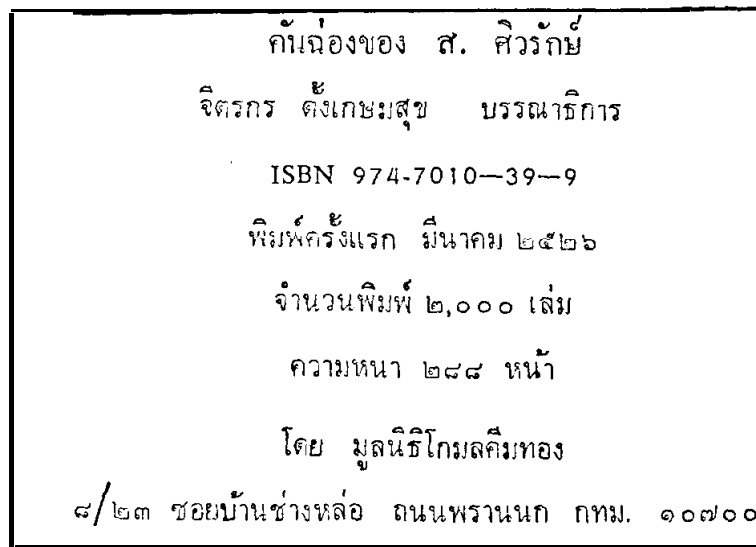 คันฉ่องของ ส. ศิวรักษ์
จิตรกร ตั้งเกษมสุข บรรณาธิการ
ISBN 974-7010—39—9
พิมพ์ครั้งแรก มีนาคม ๒๕๒๖
จำนวนพิมพ์ ๒,๐๐๐ เล่ม
ความหนา ๒๘๘ หน้า
โดย มูลนิธิโกมลคีมทอง
๘/๒๓ ซอยบ้านช่างหล่อ ถนนพรานนก กทม. ๑๐๗๐๐